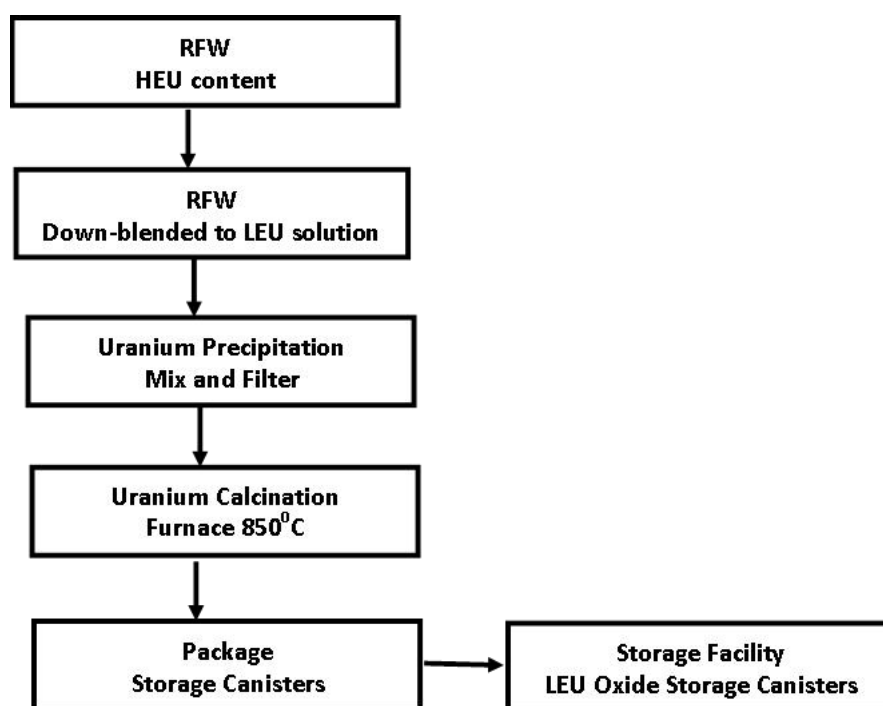 RFW
HEU content
RFW
Down-blended to LEU solution
Uranium Precipitation
Mix and Filter
Uranium Calcination
Furnace 850⁰C
Package
Storage Canisters
Storage Facility
LEU Oxide Storage Canisters